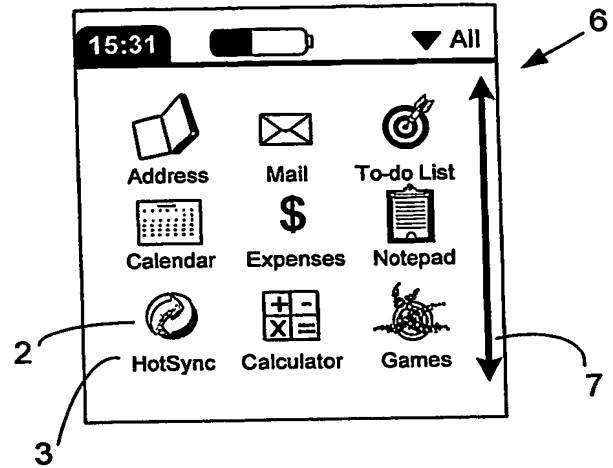 15:31 All
6
Address Mail To-do List
$
Calendar Expenses Notepad
+ -
X =
2
HotSync Calculator Games
7
3